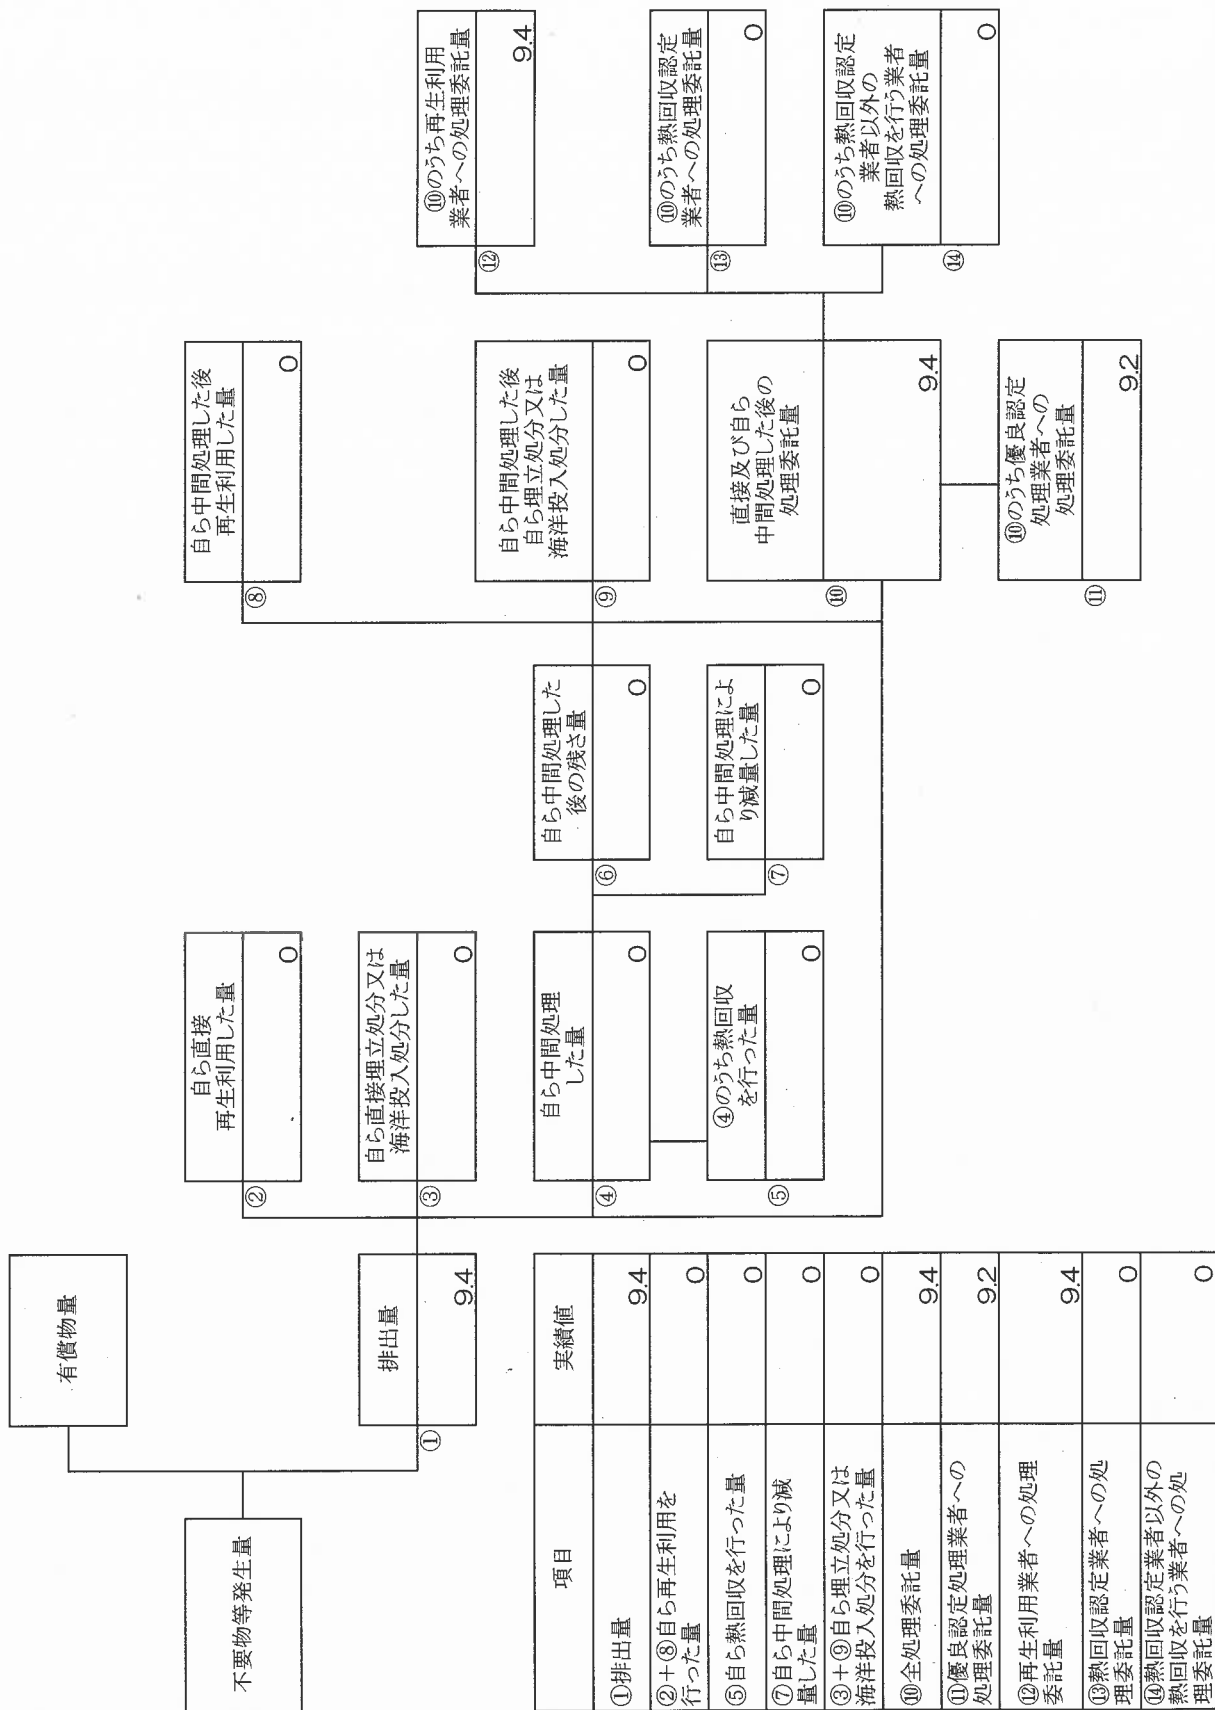 不要物等発生量
有償物量
①
排出量
9.4
②
自ら直接
再生利用した量
0
③
自ら直接埋立処分又は
海洋投入処分した量
0
④
自ら中間処理
した量
0
⑤
④のうち熱回収
を行った量
0
⑥
自ら中間処理した
後の残さ量
0
⑦
自ら中間処理によ
り減量した量
0
⑧
自ら中間処理した後
再生利用した量
0
⑨
自ら中間処理した後
自ら埋立処分又は
海洋投入処分した量
0
⑩
直接及び自ら
中間処理した後の
処理委託量
9.4
⑪
⑩のうち優良認定
処理業者への
処理委託量
9.2
⑫
⑩のうち再生利用
業者への処理委託量
9.4
⑬
⑩のうち熱回収認定
業者への処理委託量
0
⑭
⑩のうち熱回収認定
業者以外の
熱回収を行う業者
への処理委託量
0
項目 実績値
①排出量 9.4
②+⑧自ら再生利用を
行った量 0
⑤自ら熱回収を行った量 0
⑦自ら中間処理により減
量した量 0
③+⑨自ら埋立処分又は
海洋投入処分を行った量 0
⑩全処理委託量 9.4
⑪優良認定処理業者への
処理委託量 9.2
⑫再生利用業者への処理
委託量 9.4
⑬熱回収認定業者への処
理委託量 0
⑭熱回収認定業者以外の
熱回収を行う業者への処
理委託量 0